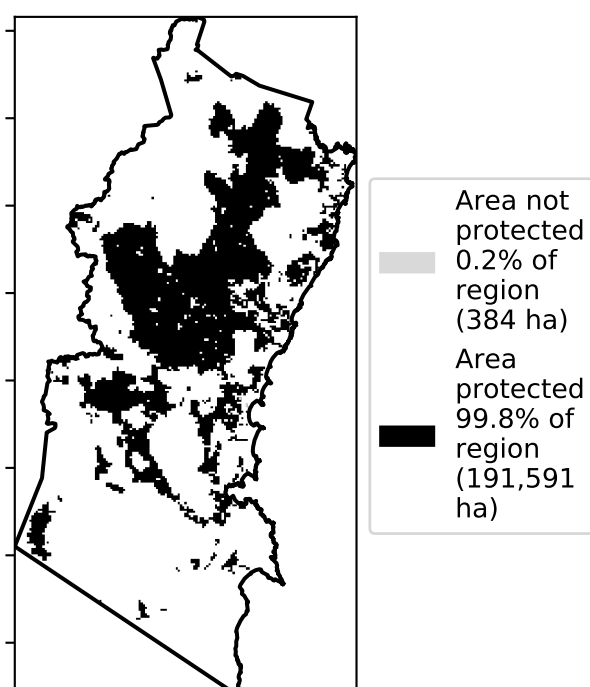 Area not
protected
0.2% of
region
(384 ha)
Area
protected
99.8% of
region
(191,591
ha)